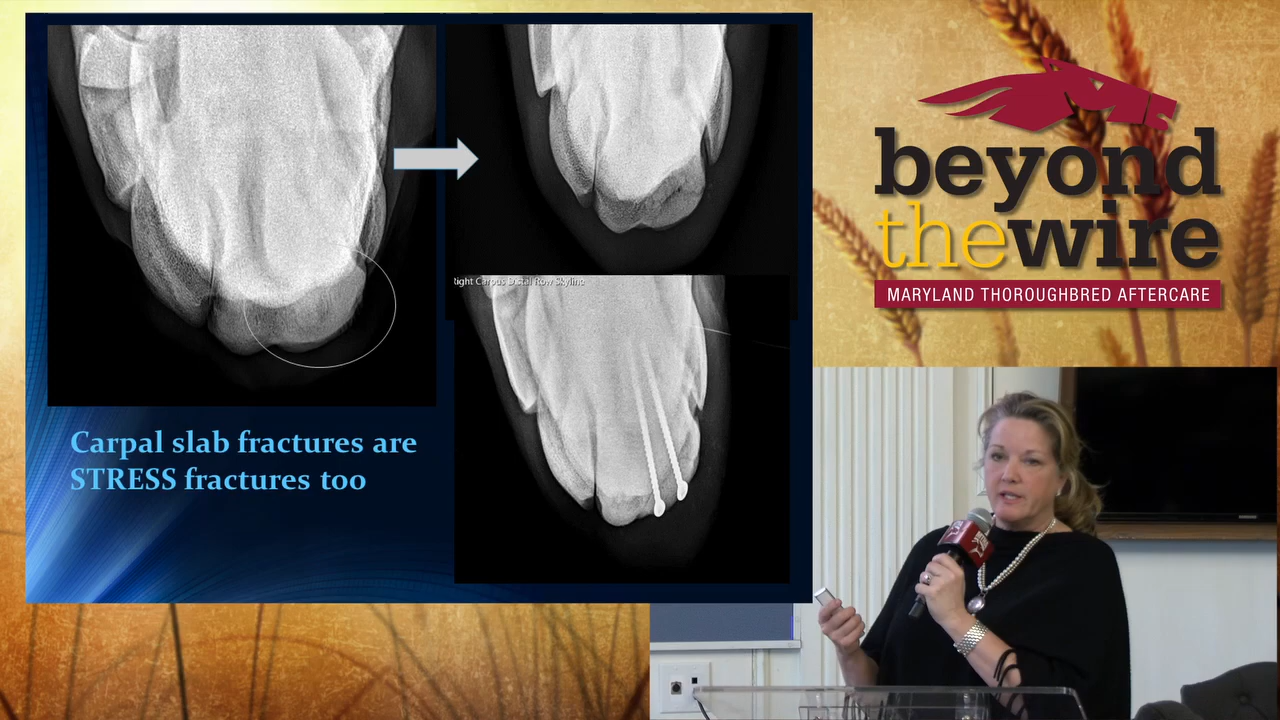 ight Carpus Distal Row Skyline
Carpal slab fractures are
STRESS fractures too
beyond
thewire
MARYLAND THOROUGHBRED AFTERCARE